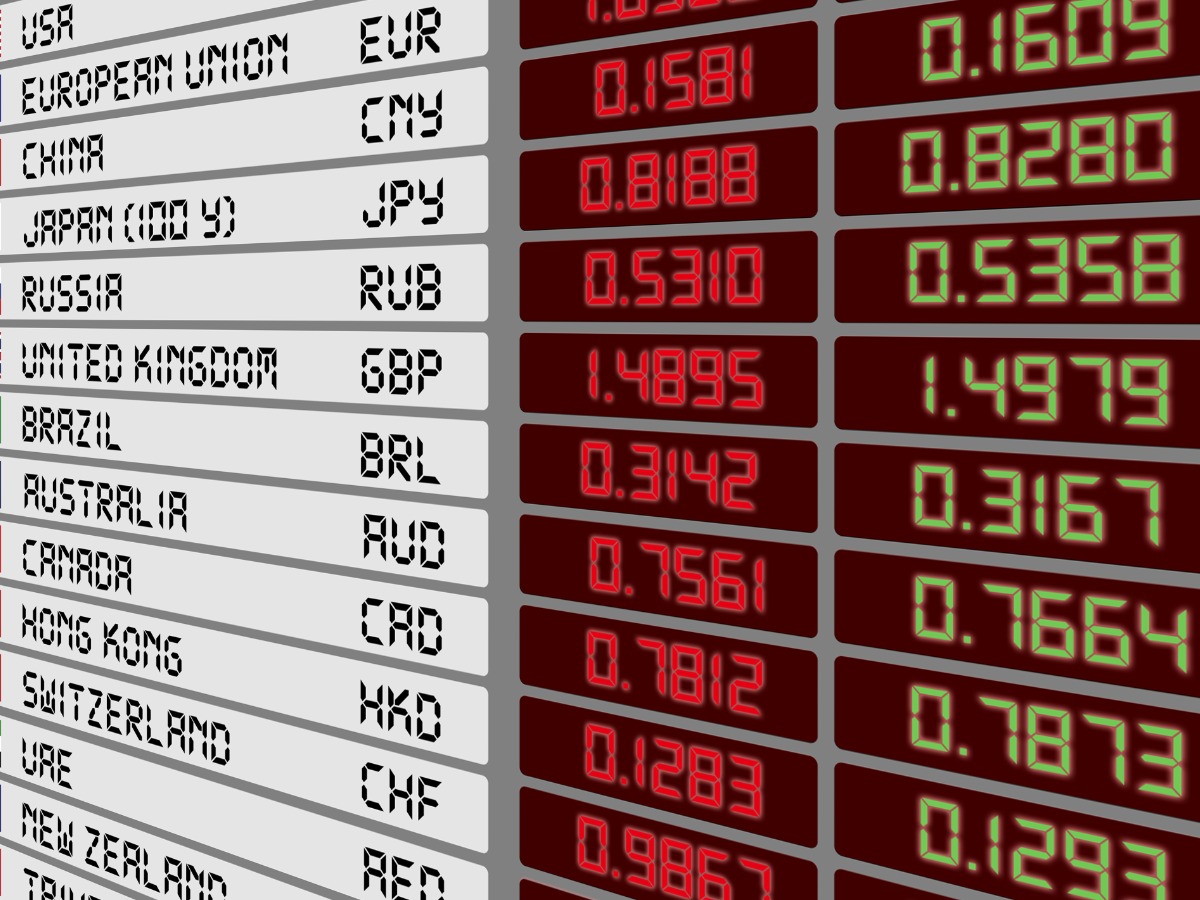 USA
EUROPEAN UNION EUR
CHINA CNY 0.1581 0.1609
JAPAN (100 Y) JPY 0.8188 0.8280
RUSSIA RUB 0.5310 0.5358
UNITED KINGDOM GBP 1.4895 1.4979
BRAZIL BRL 0.3142 0.3167
AUSTRALIA AUD 0.7561 0.7664
CANADA CAD 0.7812 0.7873
HONG KONG HKD 0.1283 0.1293
SWITZERLAND CHF 0.9867
UAE AED
NEW ZEALAND